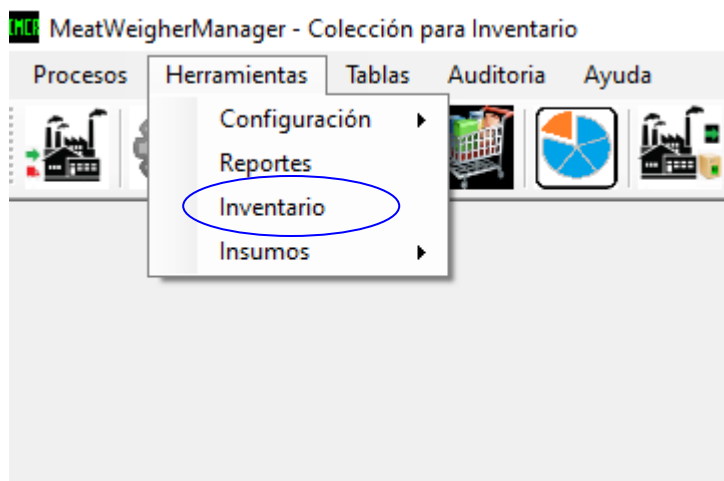 MeatWeigherManager - Colección para Inventario
Procesos Herramientas Tablas Auditoria Ayuda
Configuración
Reportes
Inventario
Insumos